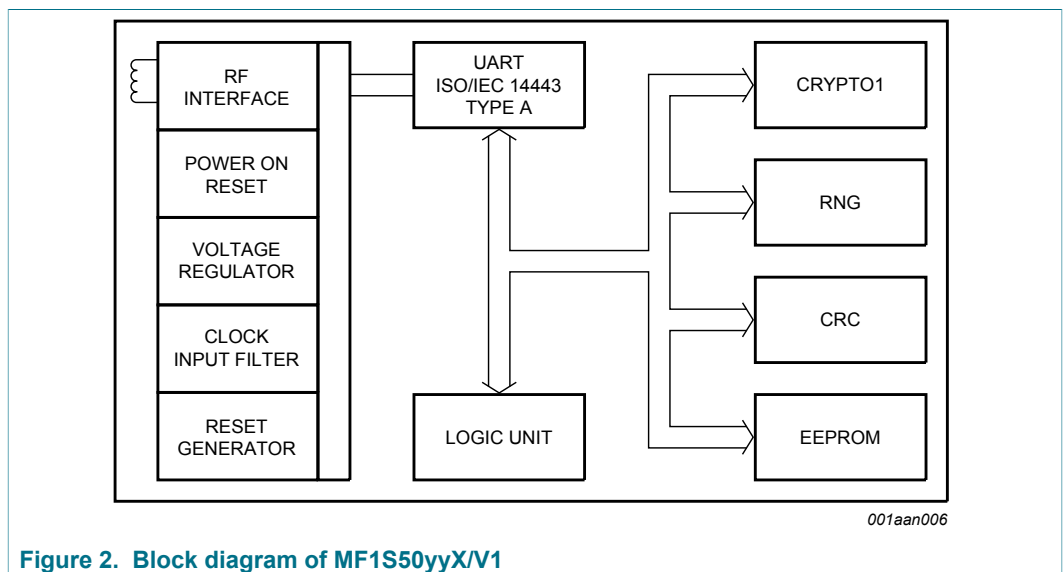 RF
INTERFACE
POWER ON
RESET
VOLTAGE
REGULATOR
CLOCK
INPUT FILTER
RESET
GENERATOR
UART
ISO/IEC 14443
TYPE A
LOGIC UNIT
CRYPTO1
RNG
CRC
EEPROM
001aan006
Figure 2. Block diagram of MF1S50yyX/V1